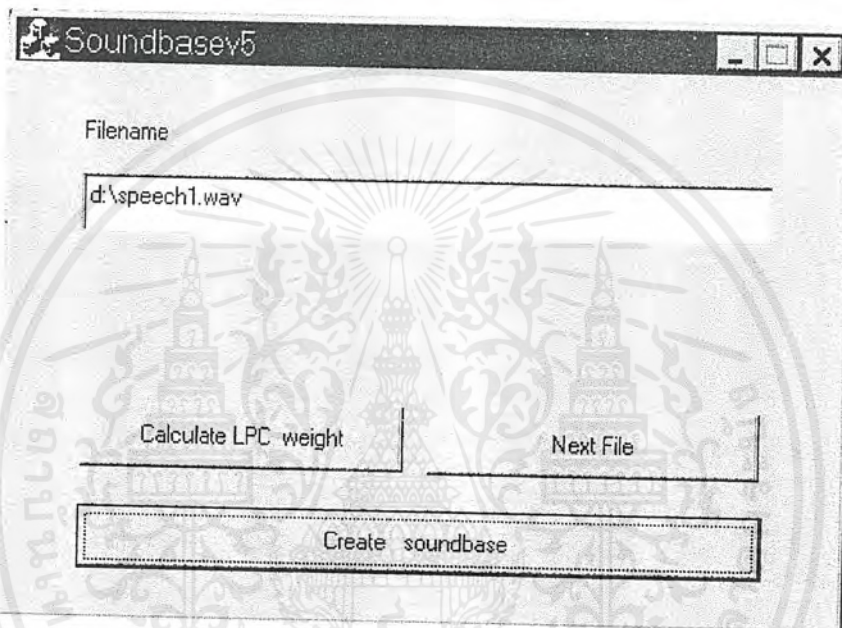 Soundbasev5
Filename
d:\speech1.wav
Calculate LPC weight
Next File
Create soundbase